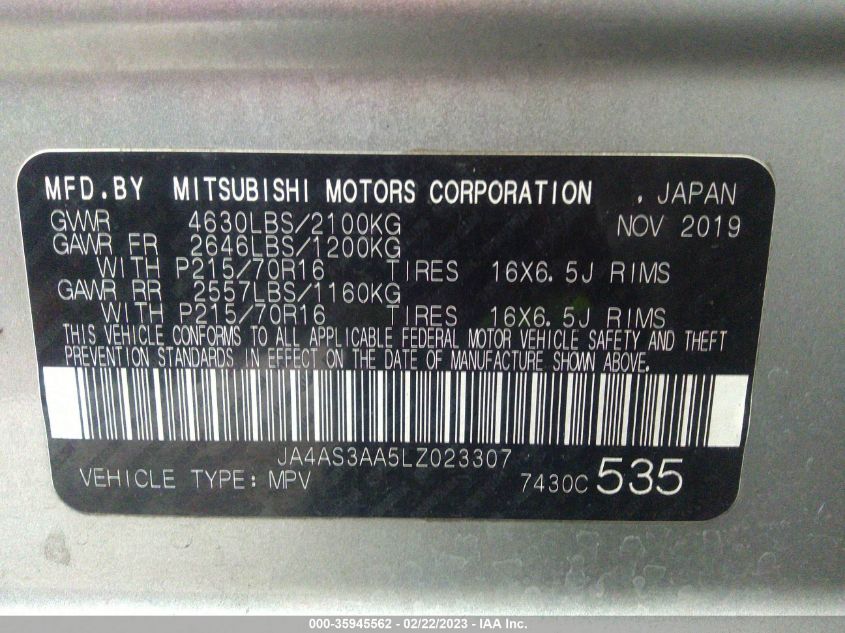 MFD.BY MITSUBISHI MOTORS CORPORATION , JAPAN
GVWR 4630LBS/2100KG NOV 2019
GAWR FR 2646LBS/1200KG
WITH P215/70R16 TIRES 16X6.5J RIMS
GAWR RR 2557LBS/1160KG
WITH P215/70R16 TIRES 16X6.5J RIMS
THIS VEHICLE CONFORMS TO ALL APPLICABLE FEDERAL MOTOR VEHICLE SAFETY AND THEFT
PREVENTION STANDARDS IN EFFECT ON THE DATE OF MANUFACTURE SHOWN ABOVE.
JA4AS3AA5LZ023307
VEHICLE TYPE: MPV 7430C 535
000-35945562 - 02/22/2023 - © IAA Inc.